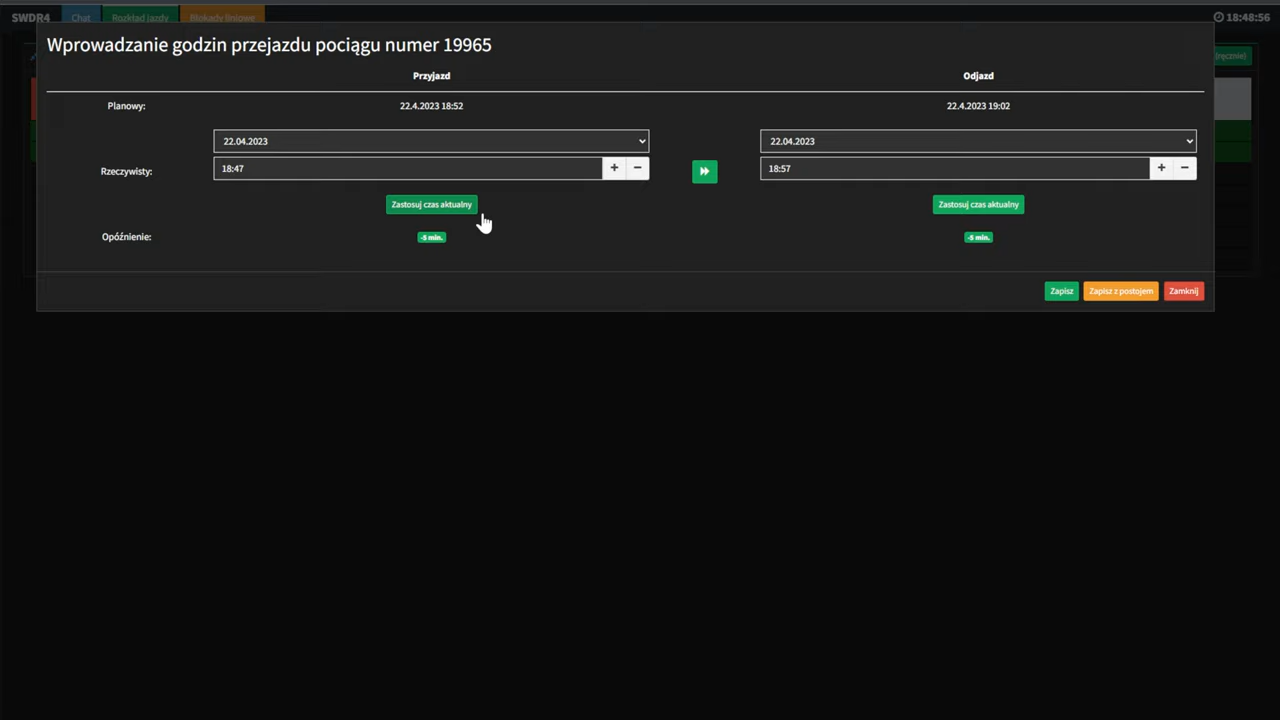 SWDR4 Chat Rozkład jazdy Blokady liniowe 18:48:56
Wprowadzanie godzin przejazdu pociągu numer 19965
(ręcznie)
Przyjazd Odjazd
Planowy: 22.4.2023 18:52 22.4.2023 19:02
22.04.2023 22.04.2023
Rzeczywisty: 18:47 + − 18:57 + −
Zastosuj czas aktualny Zastosuj czas aktualny
Opóźnienie: -5 min. -5 min.
Zapisz Zapisz z postojem Zamknij